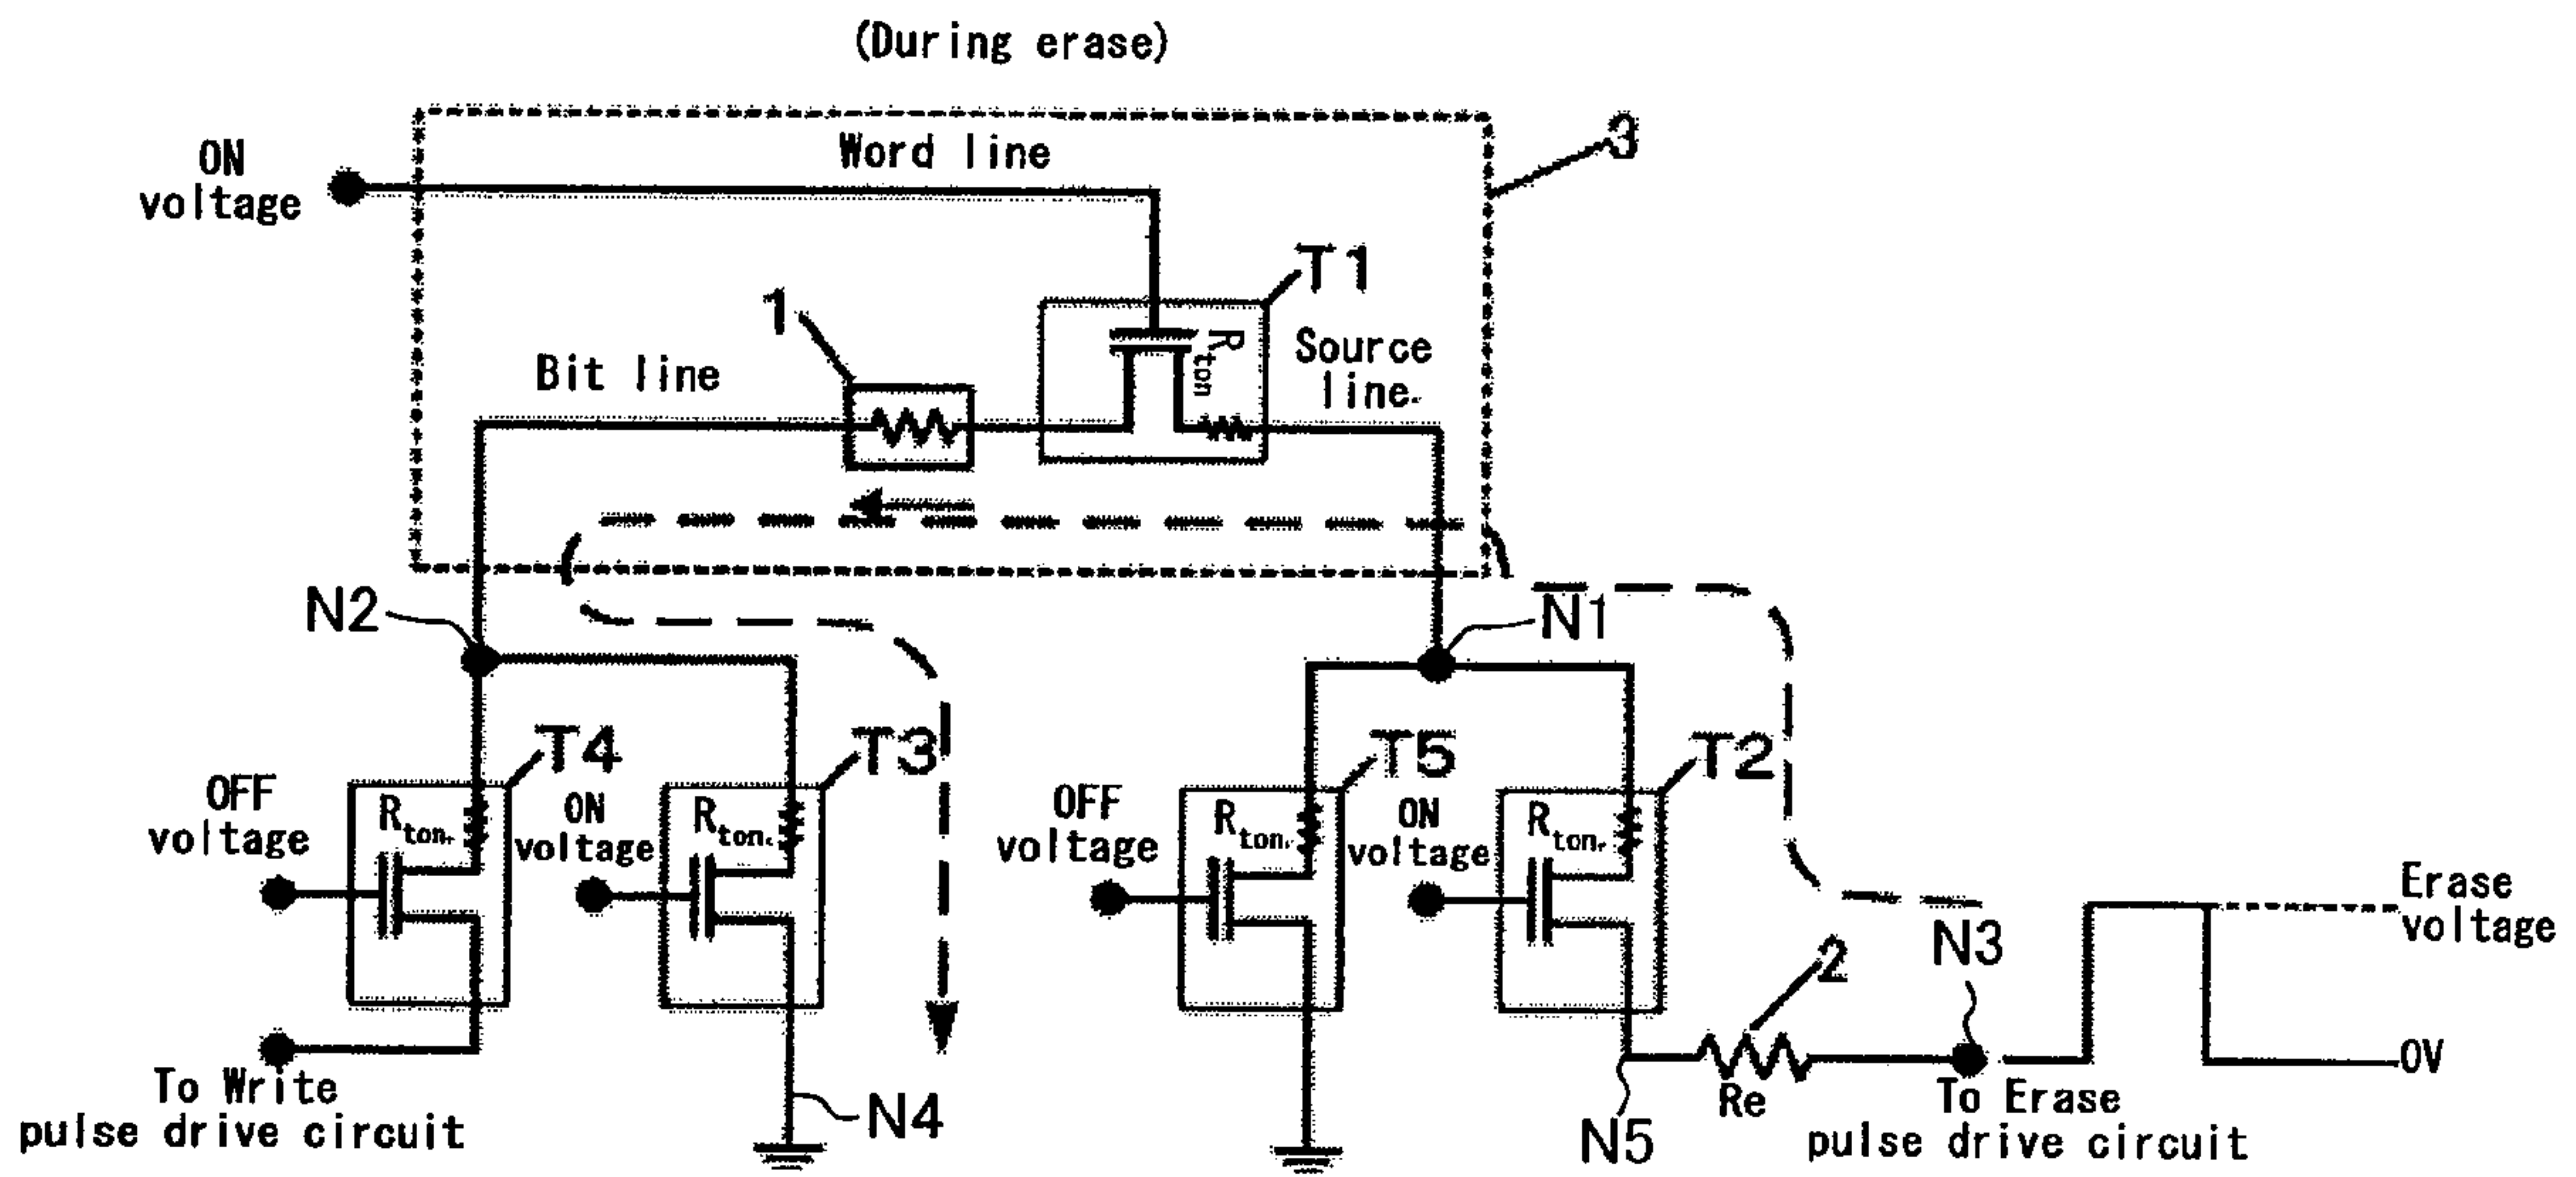 (During erase)
ON
voltage
Word line
3
T1
1
R
ton
Source
line
Bit line
N2
N1
T4
T3
T5
T2
OFF
voltage
Rton
ON
voltage
Rton
OFF
voltage
Rton
ON
voltage
Rton
Erase
voltage
N3
2
0V
Re
To Write
pulse drive circuit
N4
N5
To Erase
pulse drive circuit